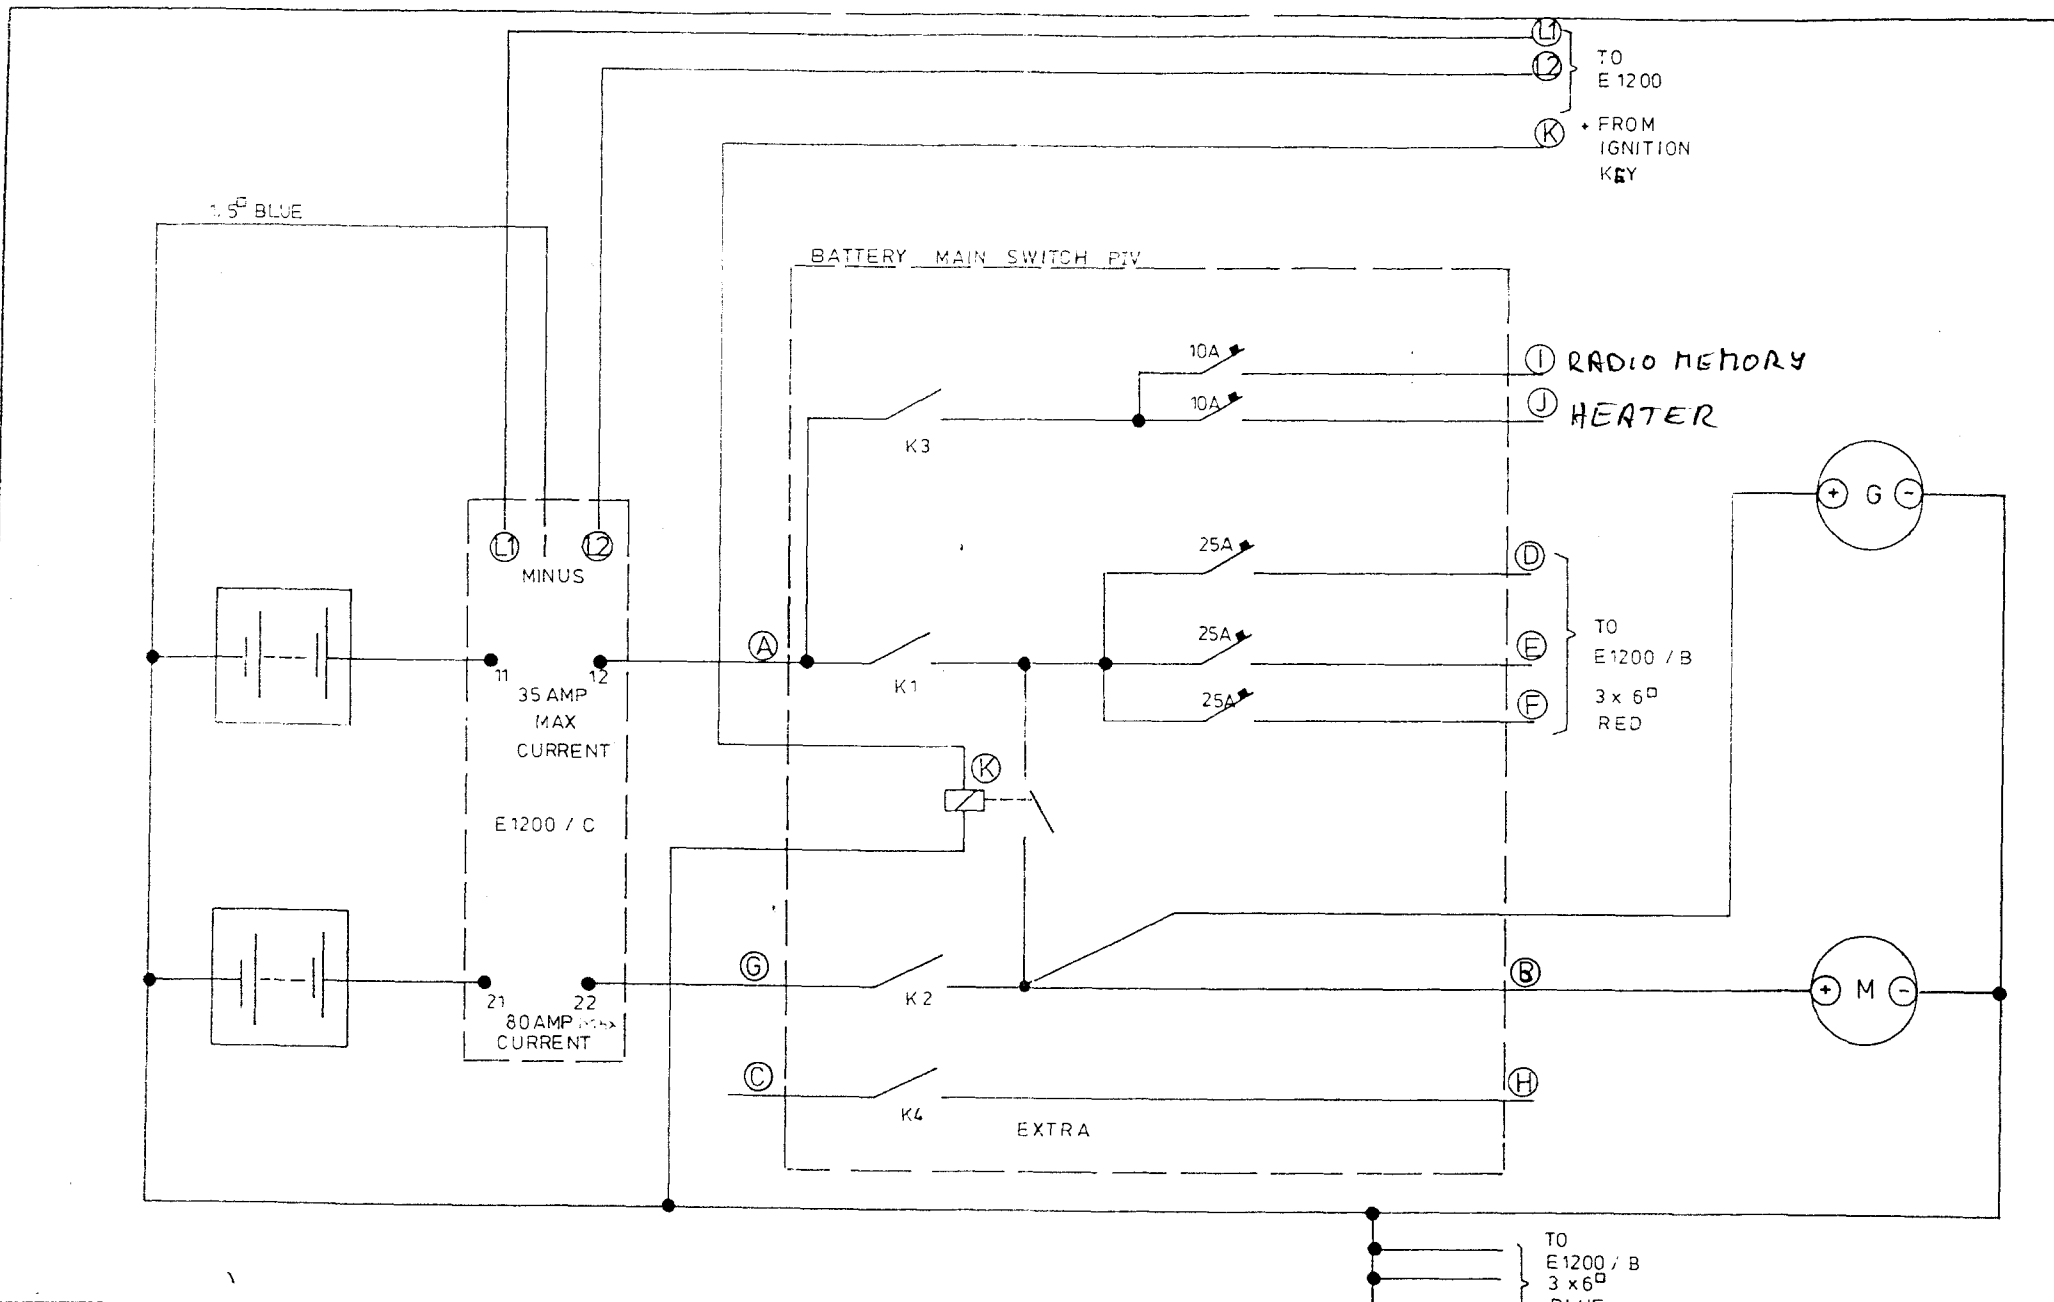 L1
L2
TO
E 1200
K
+ FROM
IGNITION
KEY
1,5□ BLUE
BATTERY MAIN SWITCH PIV
10A
I RADIO MEMORY
10A
J HEATER
K3
+ G -
L1
L2
MINUS
25A
D
A
25A
E
TO
E1200 / B
11
12
K1
25A
F
3 x 6□
RED
35 AMP
MAX
CURRENT
K
E1200 / C
G
B
+ M -
21
22
K2
80 AMP max
CURRENT
C
H
K4
EXTRA
TO
E1200 / B
3 x 6□